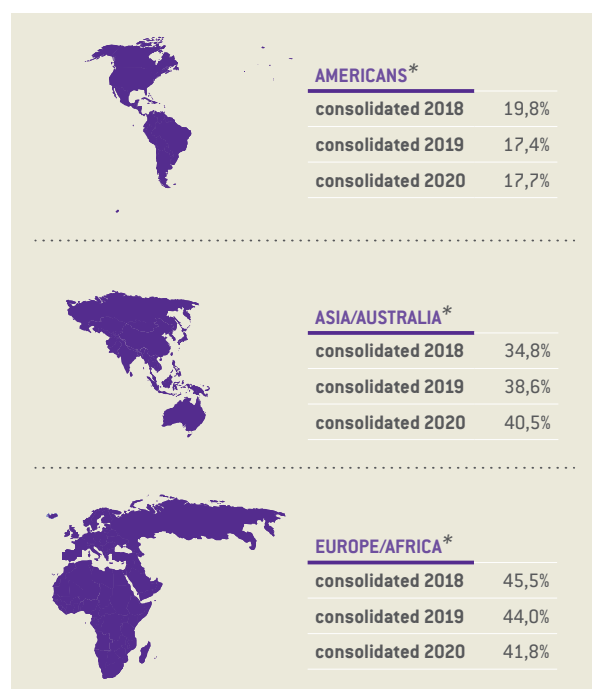 AMERICANS*
consolidated 2018 19,8%
consolidated 2019 17,4%
consolidated 2020 17,7%
ASIA/AUSTRALIA*
consolidated 2018 34,8%
consolidated 2019 38,6%
consolidated 2020 40,5%
EUROPE/AFRICA*
consolidated 2018 45,5%
consolidated 2019 44,0%
consolidated 2020 41,8%